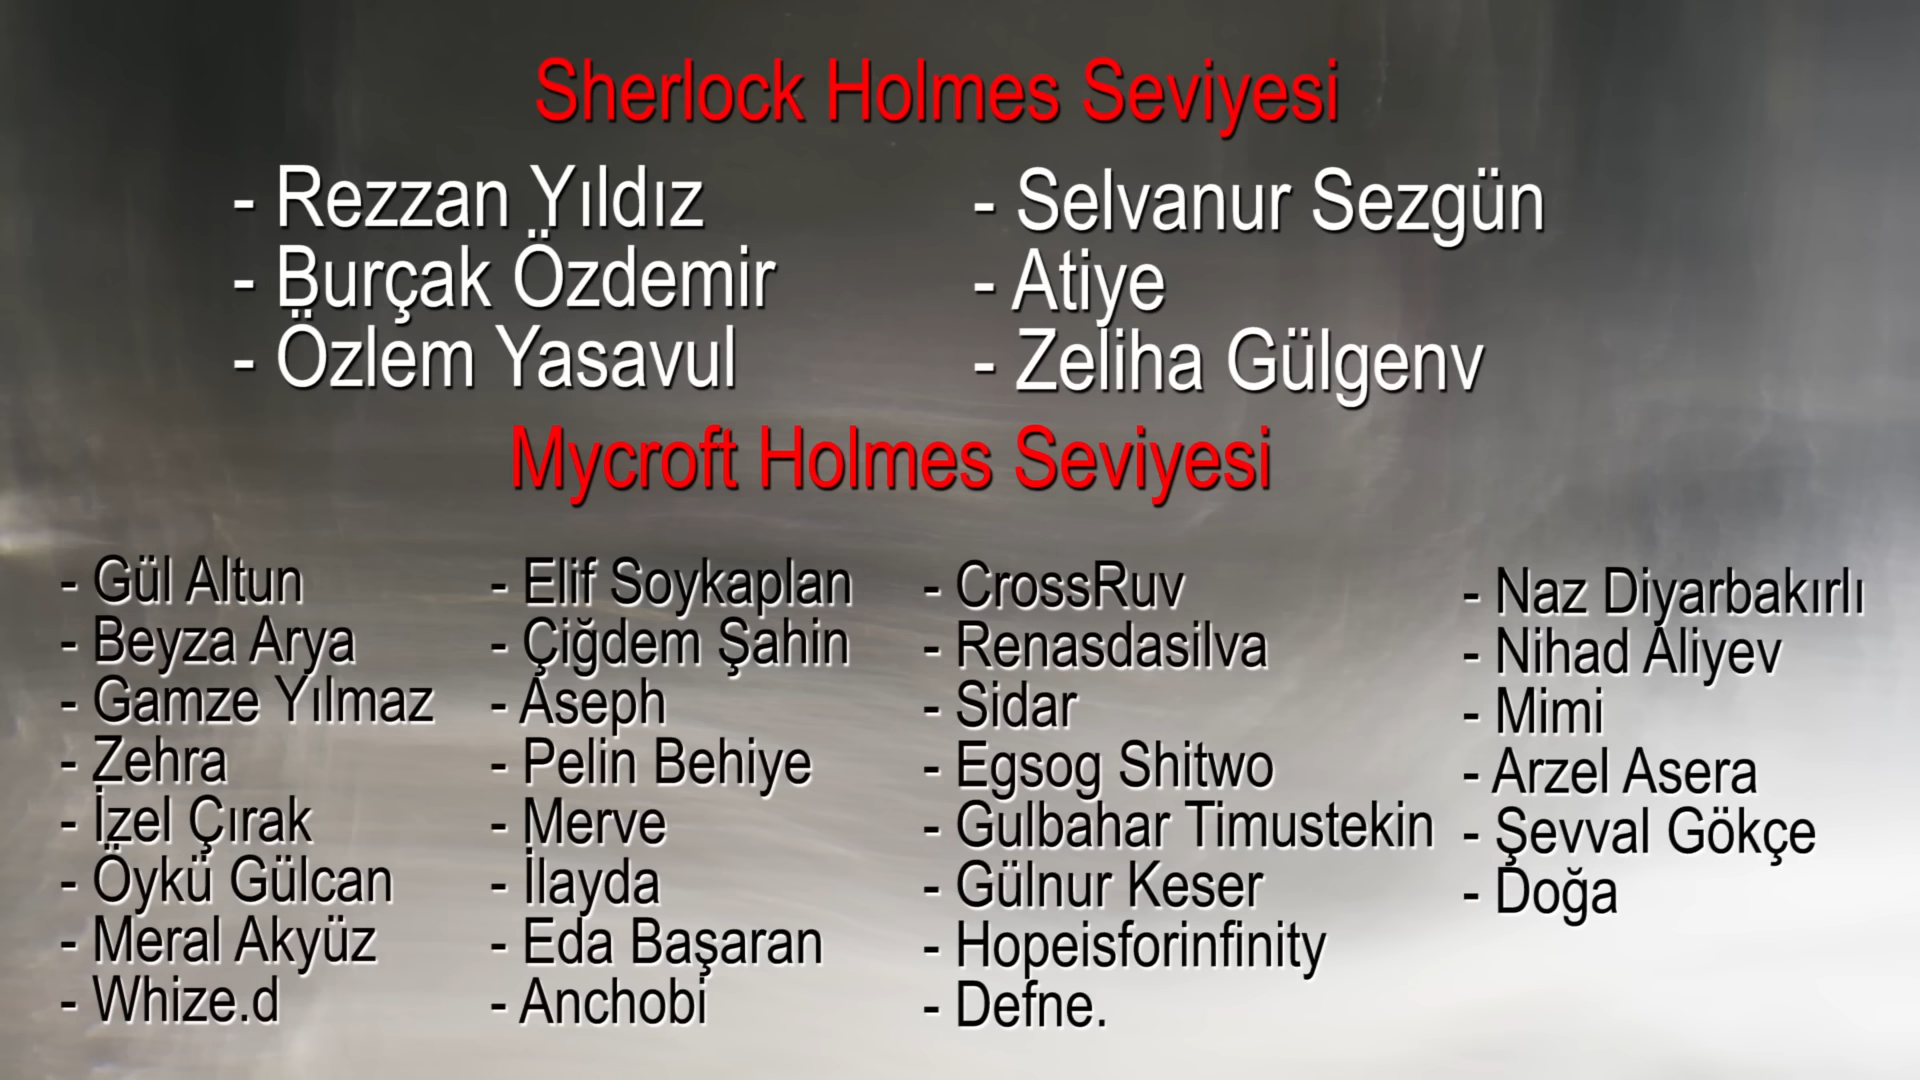 Sherlock Holmes Seviyesi
- Rezzan Yıldız
- Burçak Özdemir
- Özlem Yasavul
- Selvanur Sezgün
- Atiye
- Zeliha Gülgenv
Mycroft Holmes Seviyesi
- Gül Altun
- Beyza Arya
- Gamze Yılmaz
- Zehra
- İzel Çırak
- Öykü Gülcan
- Meral Akyüz
- Whize.d
- Elif Soykaplan
- Çiğdem Şahin
- Aseph
- Pelin Behiye
- Merve
- İlayda
- Eda Başaran
- Anchobi
- CrossRuv
- Renasdasilva
- Sidar
- Egsog Shitwo
- Gulbahar Timustekin
- Gülnur Keser
- Hopeisforinfinity
- Defne.
- Naz Diyarbakırlı
- Nihad Aliyev
- Mimi
- Arzel Asera
- Şevval Gökçe
- Doğa